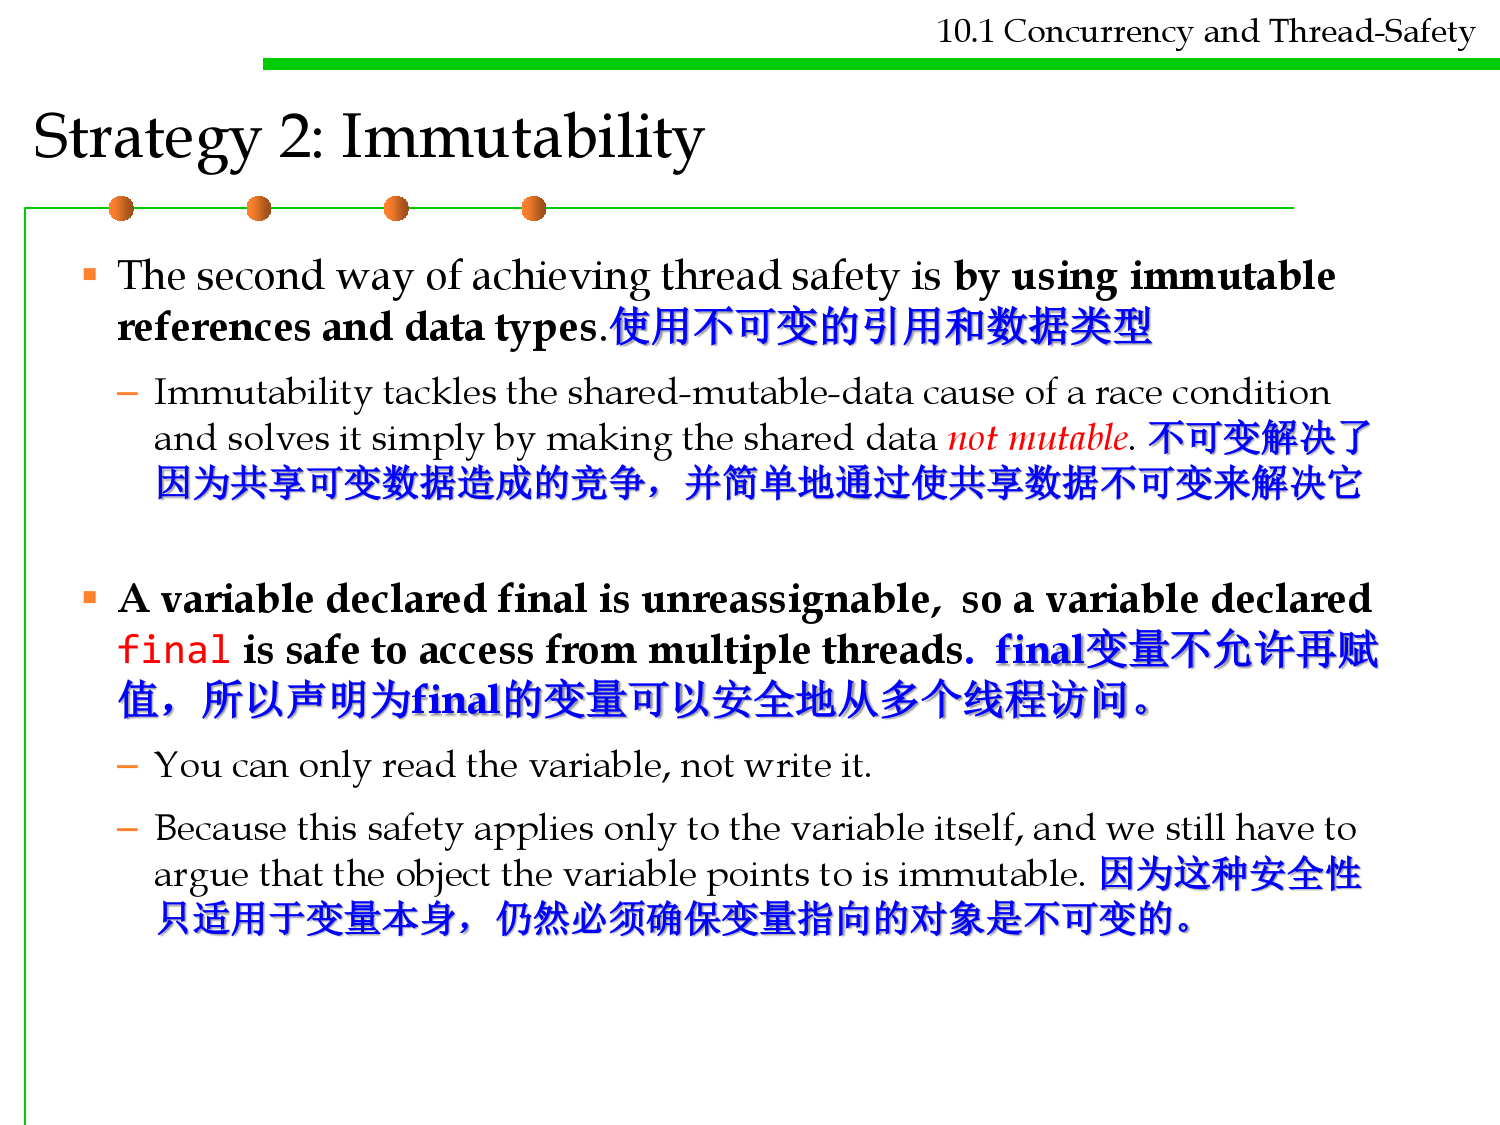 10.1 Concurrency and Thread-Safety
Strategy 2: Immutability
The second way of achieving thread safety is by using immutable
references and data types.使用不可变的引用和数据类型
– Immutability tackles the shared-mutable-data cause of a race condition
and solves it simply by making the shared data not mutable. 不可变解决了
因为共享可变数据造成的竞争，并简单地通过使共享数据不可变来解决它
A variable declared final is unreassignable, so a variable declared
final is safe to access from multiple threads. final变量不允许再赋
值，所以声明为final的变量可以安全地从多个线程访问。
– You can only read the variable, not write it.
– Because this safety applies only to the variable itself, and we still have to
argue that the object the variable points to is immutable. 因为这种安全性
只适用于变量本身，仍然必须确保变量指向的对象是不可变的。